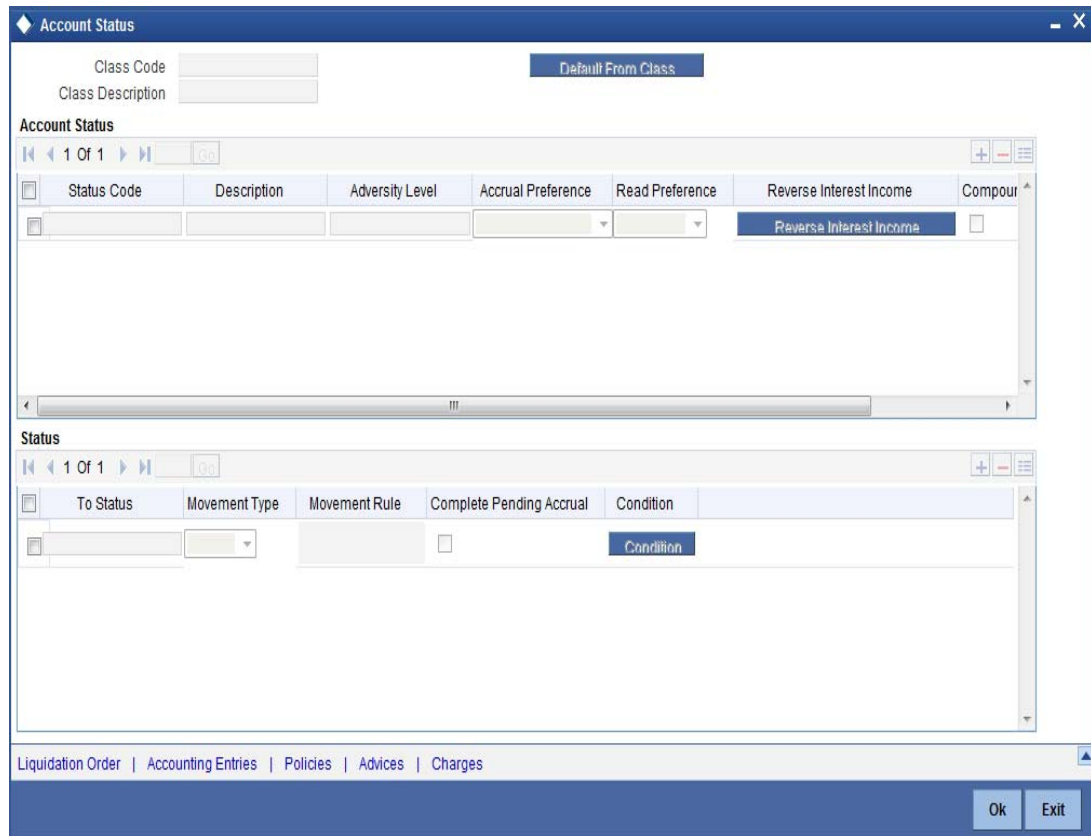 Account Status
Class Code
Default From Class
Class Description
Account Status
1 Of 1 Go
Status Code Description Adversity Level Accrual Preference Read Preference Reverse Interest Income Compour
Reverse Interest Income
Status
1 Of 1 Go
To Status Movement Type Movement Rule Complete Pending Accrual Condition
Condition
Liquidation Order | Accounting Entries | Policies | Advices | Charges
Ok Exit